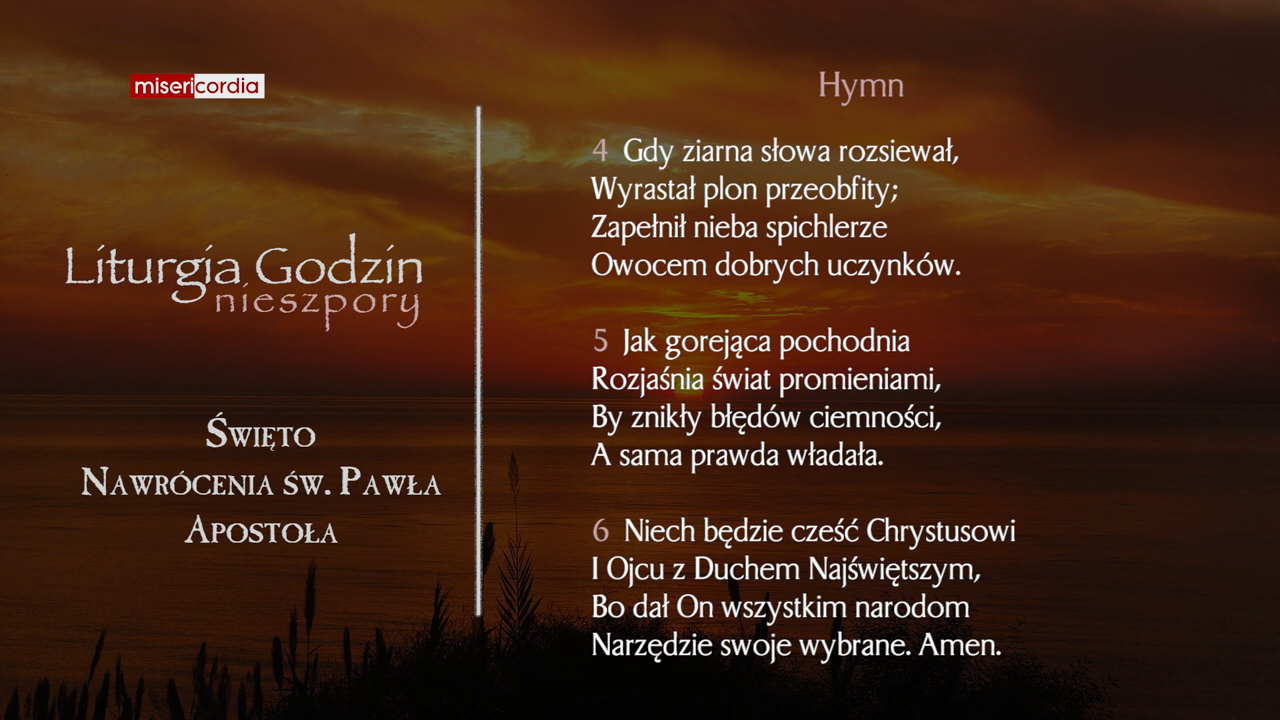 misericordia
Liturgia Godzin
nieszpory
Święto
Nawrócenia św. Pawła
Apostoła
Hymn
4 Gdy ziarna słowa rozsiewał,
Wyrastał plon przeobfity;
Zapełnił nieba spichlerze
Owocem dobrych uczynków.
5 Jak gorejąca pochodnia
Rozjaśnia świat promieniami,
By znikły błędów ciemności,
A sama prawda władała.
6 Niech będzie cześć Chrystusowi
I Ojcu z Duchem Najświętszym,
Bo dał On wszystkim narodom
Narzędzie swoje wybrane. Amen.